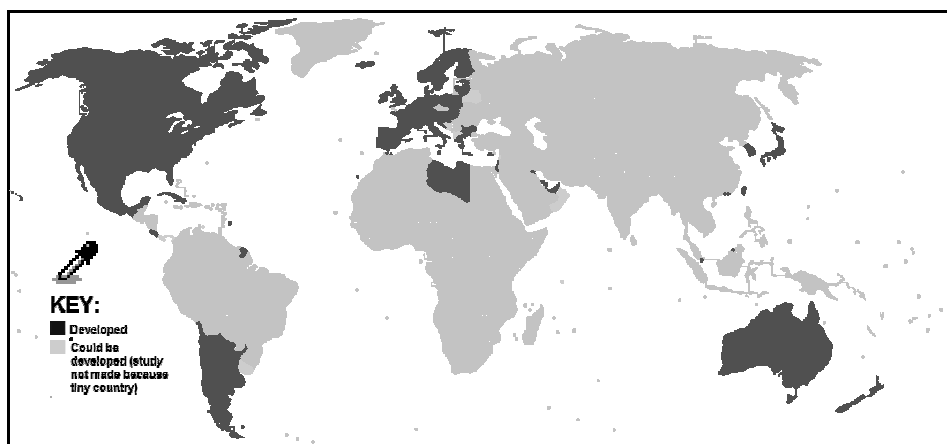 KEY:
Developed
Could be
developed (study
not made because
tiny country)